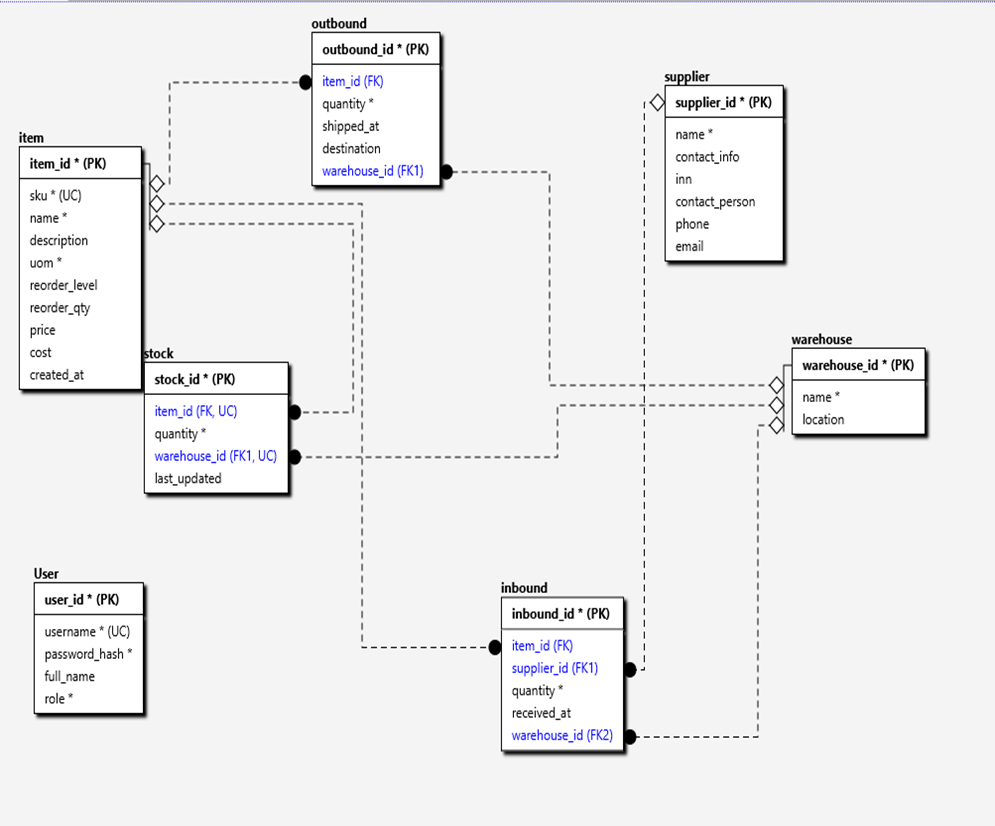 outbound
outbound_id * (PK)
item_id (FK)
quantity *
shipped_at
destination
warehouse_id (FK1)
supplier
supplier_id * (PK)
name *
contact_info
inn
contact_person
phone
email
item
item_id * (PK)
sku * (UC)
name *
description
uom *
reorder_level
reorder_qty
price
cost
created_at
stock
stock_id * (PK)
item_id (FK, UC)
quantity *
warehouse_id (FK1, UC)
last_updated
warehouse
warehouse_id * (PK)
name *
location
User
user_id * (PK)
username * (UC)
password_hash *
full_name
role *
inbound
inbound_id * (PK)
item_id (FK)
supplier_id (FK1)
quantity *
received_at
warehouse_id (FK2)